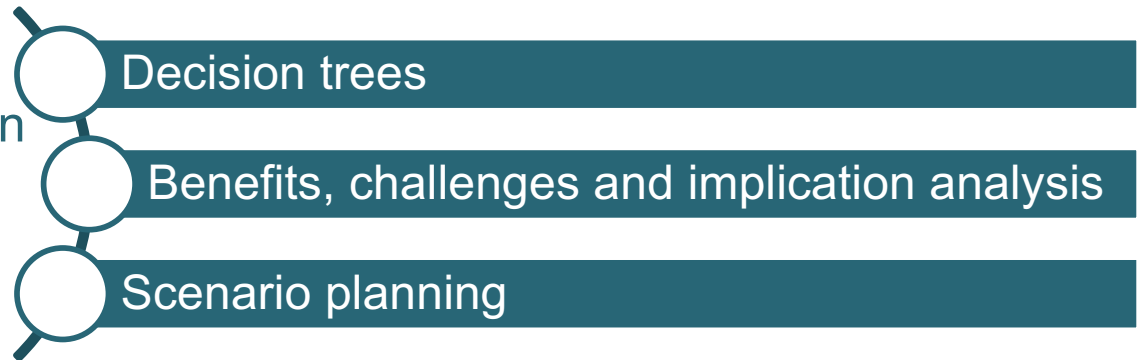 Decision trees
n
Benefits, challenges and implication analysis
Scenario planning